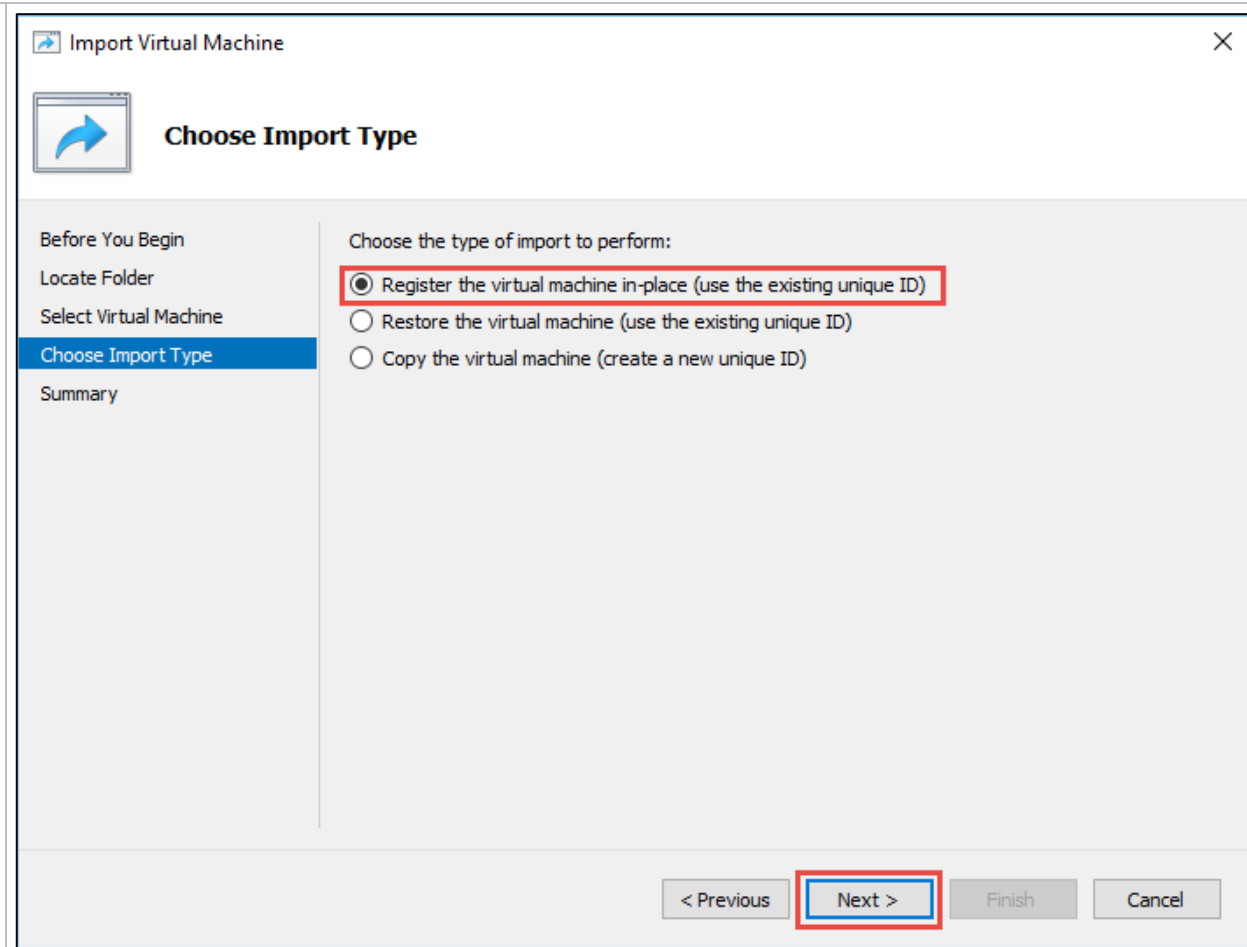 Import Virtual Machine
Choose Import Type
Before You Begin
Locate Folder
Select Virtual Machine
Choose Import Type
Summary
Choose the type of import to perform:
Register the virtual machine in-place (use the existing unique ID)
Restore the virtual machine (use the existing unique ID)
Copy the virtual machine (create a new unique ID)
< Previous
Next >
Finish
Cancel